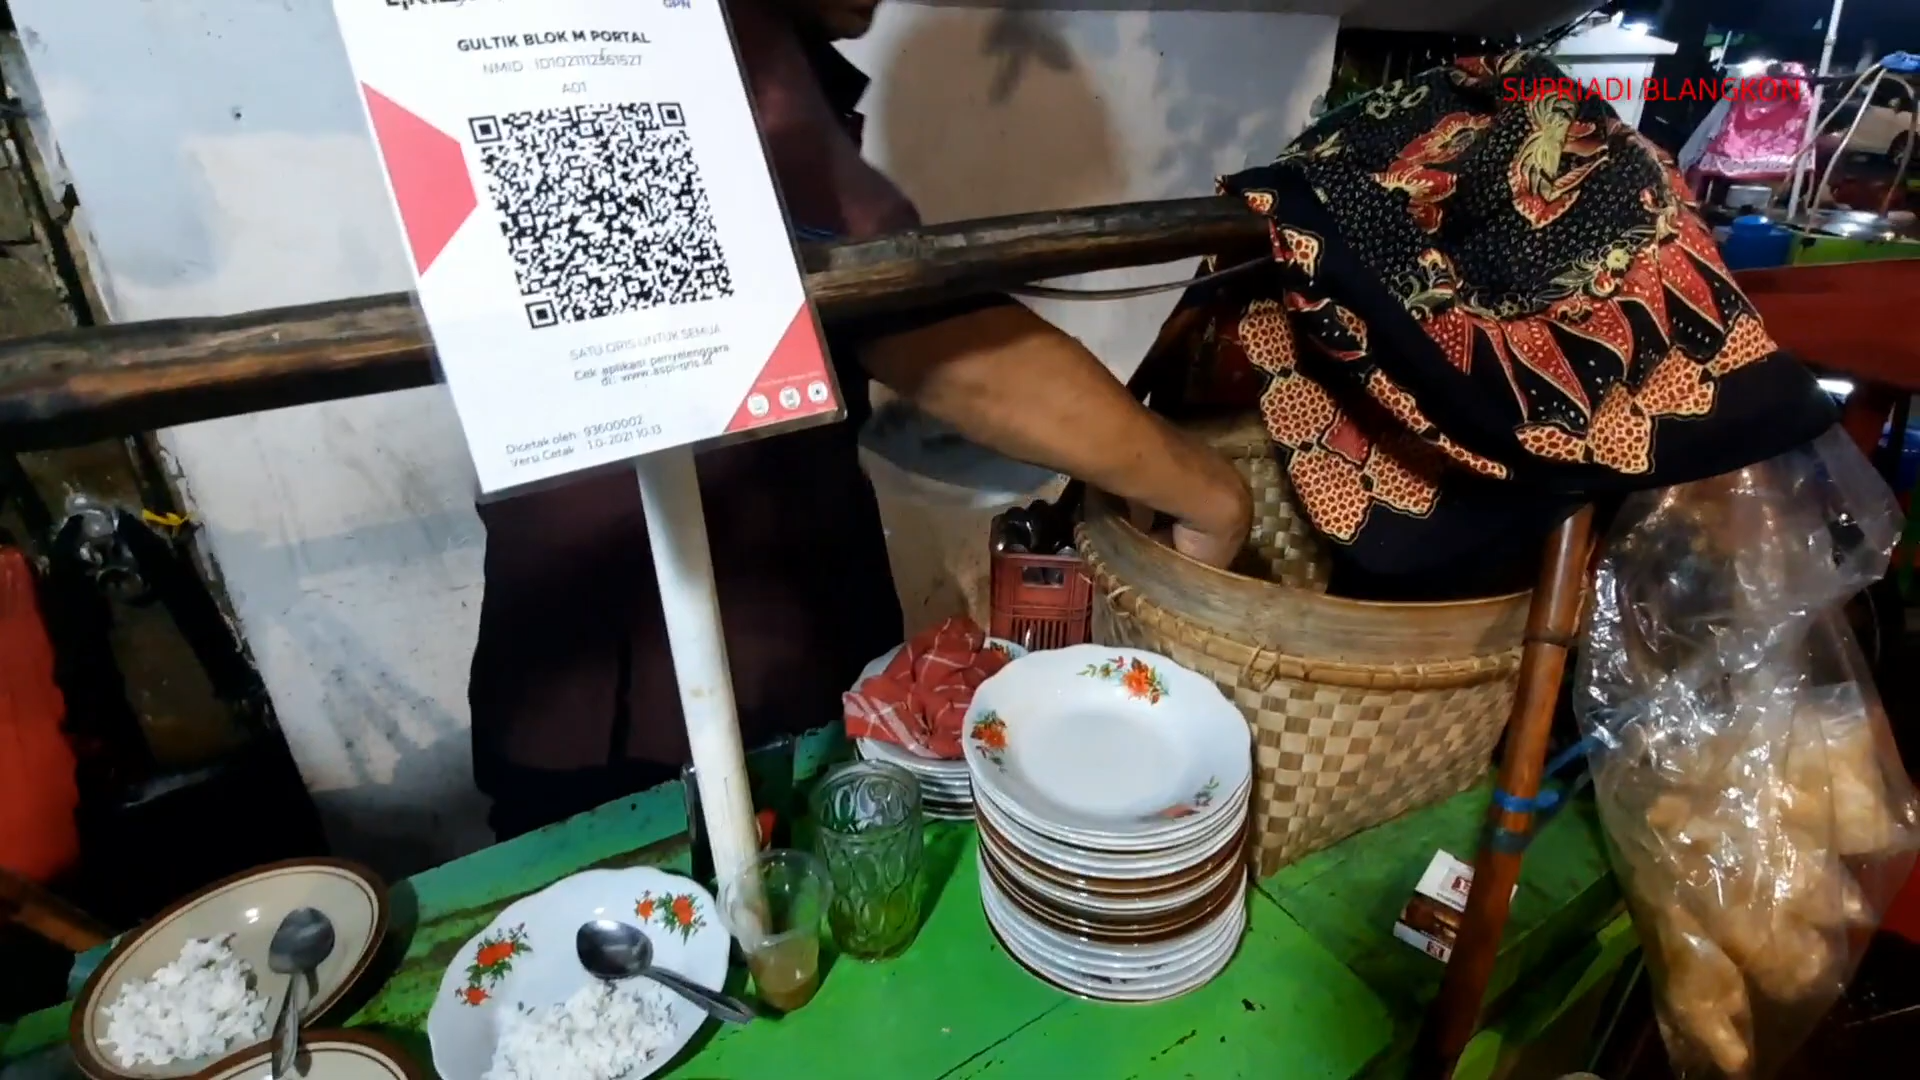 GPN
GULTIK BLOK M PORTAL
NMID : ID1021112561527
A01
SATU QRIS UNTUK SEMUA
Cek aplikasi penyelenggara
di: www.aspi-qris.id
Dicetak oleh: 93600002
Versi Cetak: 1.0-2021.10.13
SUPRIADI BLANGKON